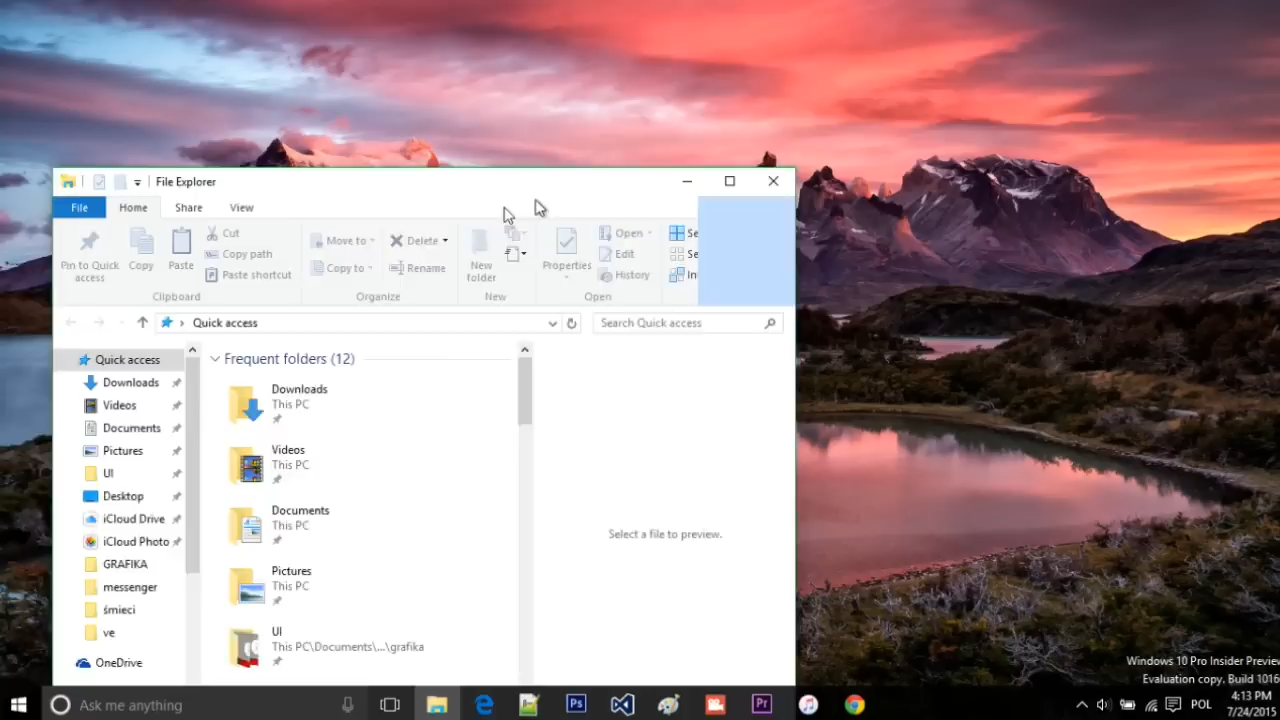 File Explorer
File Home Share View
Pin to Quick access
Copy
Paste
Cut
Copy path
Paste shortcut
Clipboard
Move to
Copy to
Delete
Rename
Organize
New folder
New
Properties
Open
Edit
History
Open
Se
Se
In
Quick access
Search Quick access
Quick access
Downloads
Videos
Documents
Pictures
UI
Desktop
iCloud Drive
iCloud Photo
GRAFIKA
messenger
śmieci
ve
OneDrive
Frequent folders (12)
Downloads
This PC
Videos
This PC
Documents
This PC
Pictures
This PC
UI
This PC\Documents\...\grafika
Select a file to preview.
Windows 10 Pro Insider Preview
Evaluation copy. Build 1016
Ask me anything
Ps
Pr
POL
4:13 PM
7/24/2015